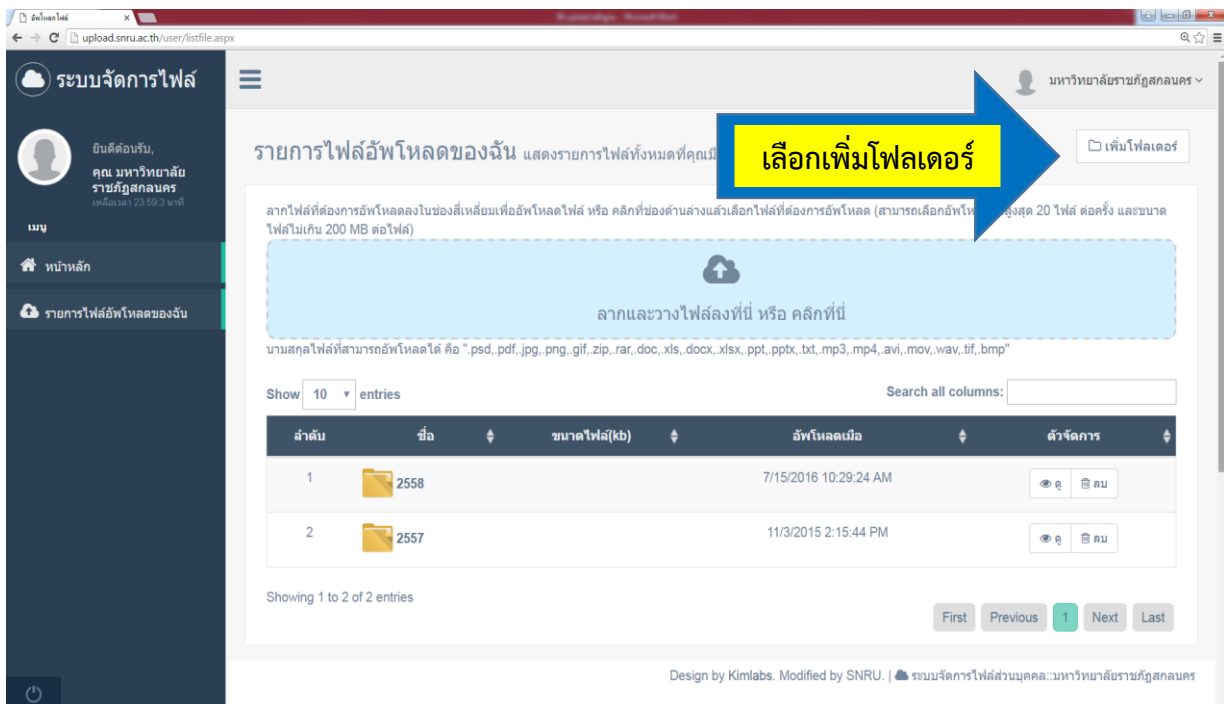 อัพโหลดไฟล์
upload.snru.ac.th/user/listfile.aspx
ระบบจัดการไฟล์
มหาวิทยาลัยราชภัฏสกลนคร
ยินดีต้อนรับ,
คุณ มหาวิทยาลัย
ราชภัฏสกลนคร
เหลือเวลา 23:59:3 นาที
เมนู
หน้าหลัก
รายการไฟล์อัพโหลดของฉัน
รายการไฟล์อัพโหลดของฉัน แสดงรายการไฟล์ทั้งหมดที่คุณมี
เลือกเพิ่มโฟลเดอร์
เพิ่มโฟลเดอร์
ลากไฟล์ที่ต้องการอัพโหลดลงในช่องสี่เหลี่ยมเพื่ออัพโหลดไฟล์ หรือ คลิกที่ช่องด้านล่างแล้วเลือกไฟล์ที่ต้องการอัพโหลด (สามารถเลือกอัพโห สูงสุด 20 ไฟล์ ต่อครั้ง และขนาด
ไฟล์ไม่เกิน 200 MB ต่อไฟล์)
ลากและวางไฟล์ลงที่นี่ หรือ คลิกที่นี่
นามสกุลไฟล์ที่สามารถอัพโหลดได้ คือ ".psd,.pdf,.jpg,.png,.gif,.zip,.rar,.doc,.xls,.docx,.xlsx,.ppt,.pptx,.txt,.mp3,.mp4,.avi,.mov,.wav,.tif,.bmp"
Show 10 entries
Search all columns:
ลำดับ ชื่อ ขนาดไฟล์(kb) อัพโหลดเมื่อ ตัวจัดการ
1 2558 7/15/2016 10:29:24 AM ดู ลบ
2 2557 11/3/2015 2:15:44 PM ดู ลบ
Showing 1 to 2 of 2 entries
First Previous 1 Next Last
Design by Kimlabs. Modified by SNRU. | ระบบจัดการไฟล์ส่วนบุคคล::มหาวิทยาลัยราชภัฏสกลนคร